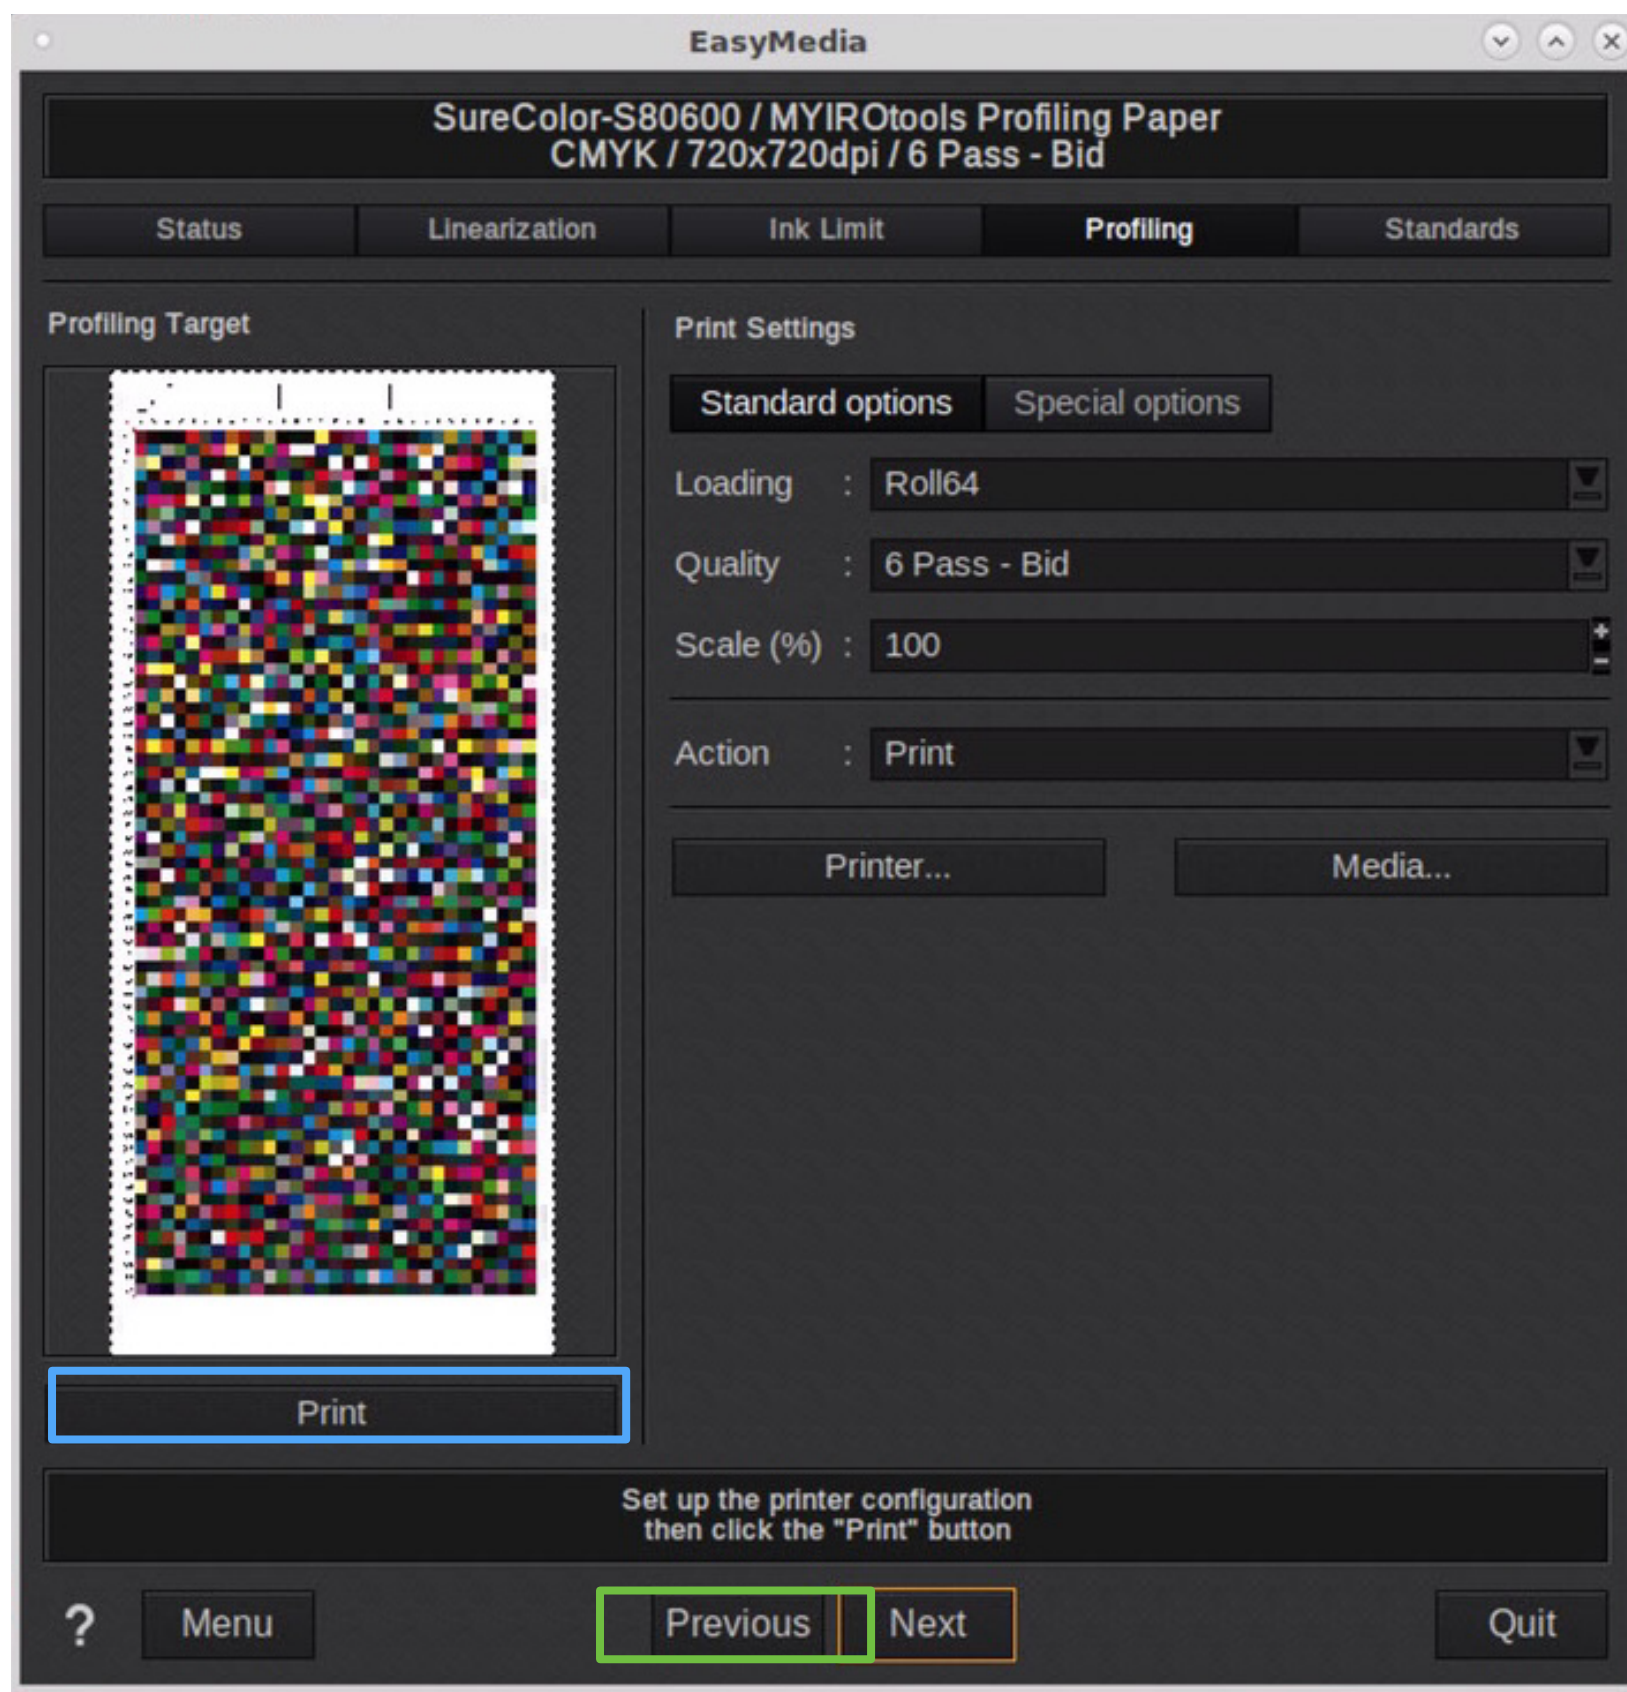 EasyMedia
SureColor-S80600 / MYIROtools Profiling Paper
CMYK / 720x720dpi / 6 Pass - Bid
Status Linearization Ink Limit Profiling Standards
Profiling Target
Print Settings
Standard options Special options
Loading : Roll64
Quality : 6 Pass - Bid
Scale (%) : 100
Action : Print
Printer... Media...
Print
Set up the printer configuration
then click the "Print" button
? Menu Previous Next Quit